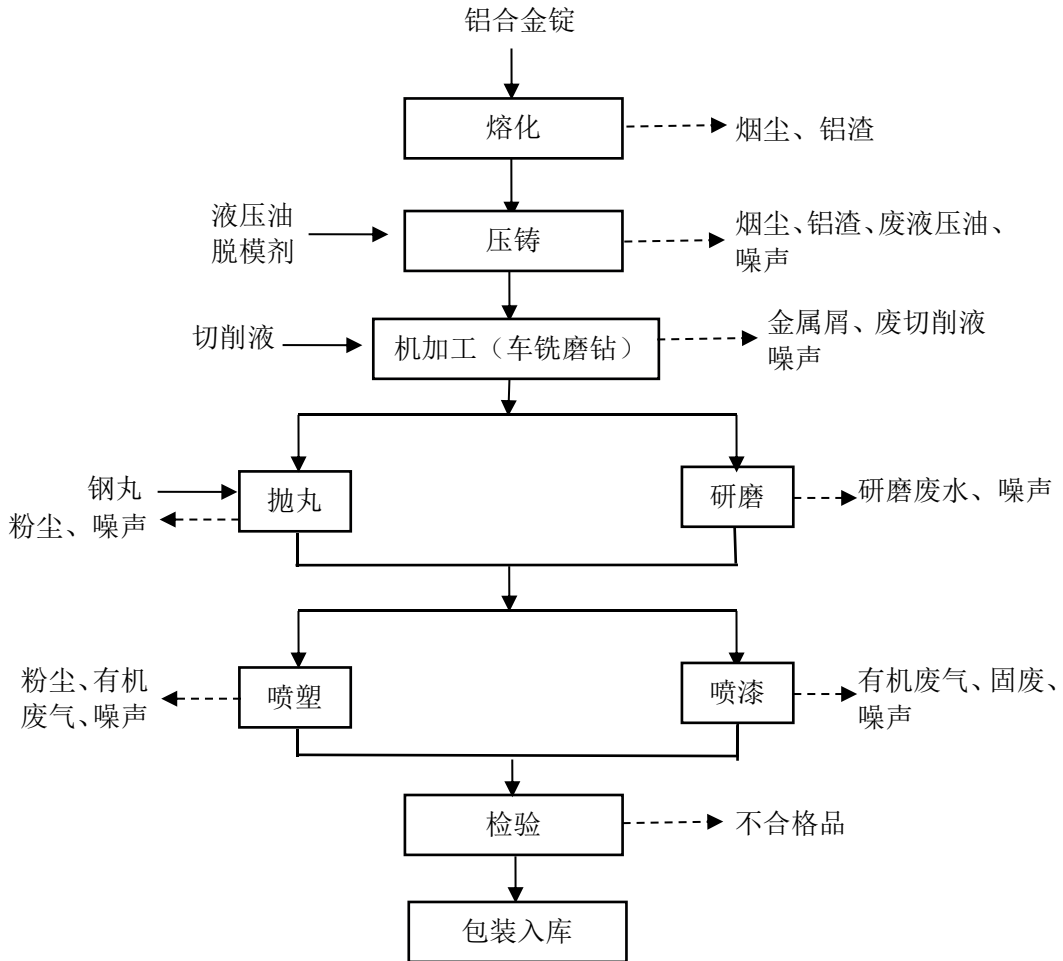 铝合金锭
熔化
烟尘、铝渣
液压油
脱模剂
压铸
烟尘、铝渣、废液压油、
噪声
切削液
机加工（车铣磨钻）
金属屑、废切削液
噪声
钢丸
粉尘、噪声
抛丸
研磨
研磨废水、噪声
粉尘、有机
废气、噪声
喷塑
喷漆
有机废气、固废、
噪声
检验
不合格品
包装入库